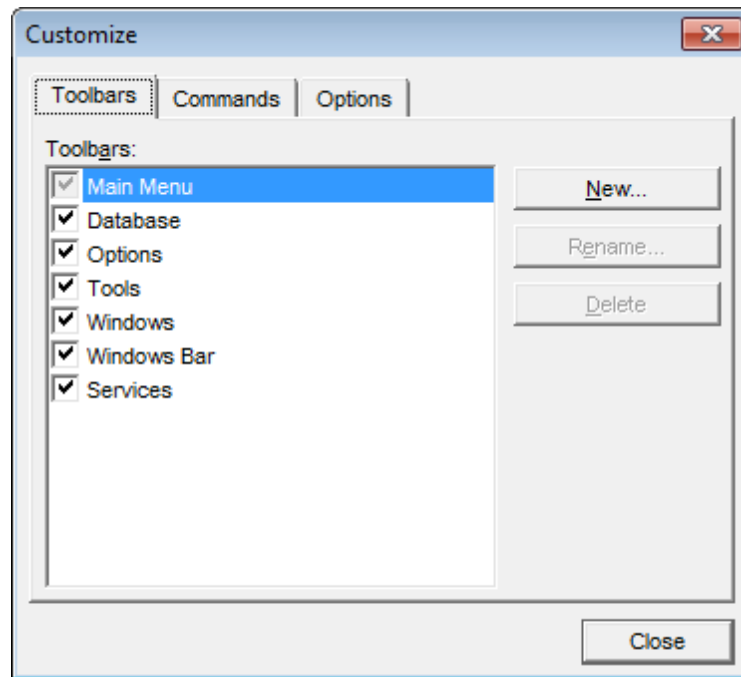 Customize
Toolbars Commands Options
Toolbars:
Main Menu
Database
Options
Tools
Windows
Windows Bar
Services
New...
Rename...
Delete
Close